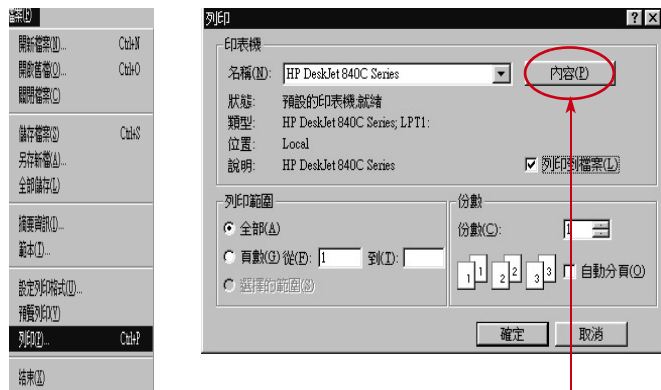 檔案(F)
開新檔案(N)... Ctrl+N
開啟舊檔(O)... Ctrl+O
關閉檔案(C)
儲存檔案(S) Ctrl+S
另存新檔(A)...
全部儲存(L)
摘要資訊(I)...
範本(T)...
設定列印格式(U)...
預覽列印(V)
列印(P)... Ctrl+P
結束(X)
列印
印表機
名稱(N): HP DeskJet 840C Series 內容(P)
狀態: 預設的印表機;就緒
類型: HP DeskJet 840C Series; LPT1:
位置: Local
說明: HP DeskJet 840C Series 列印到檔案(L)
列印範圍
全部(A)
頁數(G) 從(F): 1 到(T):
選擇的範圍(S)
份數
份數(C): 1
1 1 2 2 3 3 自動分頁(O)
確定 取消